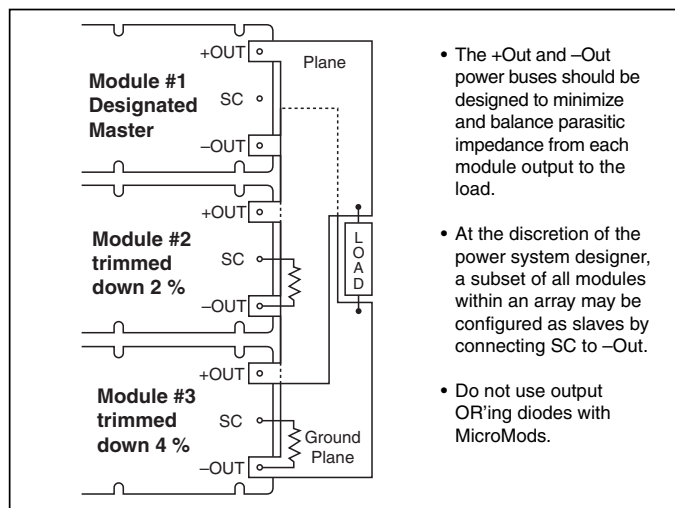 +OUT
Plane
Module #1
Designated
Master
SC
–OUT
+OUT
Module #2
trimmed
down 2 %
SC
–OUT
LOAD
+OUT
Module #3
trimmed
down 4 %
SC
Ground
Plane
–OUT
• The +Out and –Out
power buses should be
designed to minimize
and balance parasitic
impedance from each
module output to the
load.
• At the discretion of the
power system designer,
a subset of all modules
within an array may be
configured as slaves by
connecting SC to –Out.
• Do not use output
OR'ing diodes with
MicroMods.